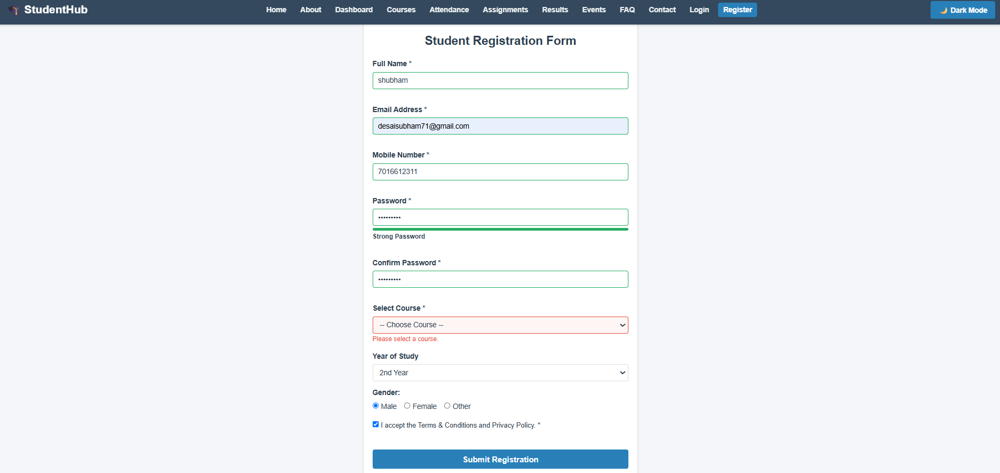 StudentHub
Home About Dashboard Courses Attendance Assignments Results Events FAQ Contact Login Register
Dark Mode
Student Registration Form
Full Name *
shubham
Email Address *
desaisubham71@gmail.com
Mobile Number *
7016612311
Password *
•••••••••
Strong Password
Confirm Password *
•••••••••
Select Course *
-- Choose Course --
Please select a course.
Year of Study
2nd Year
Gender:
Male Female Other
I accept the Terms & Conditions and Privacy Policy. *
Submit Registration